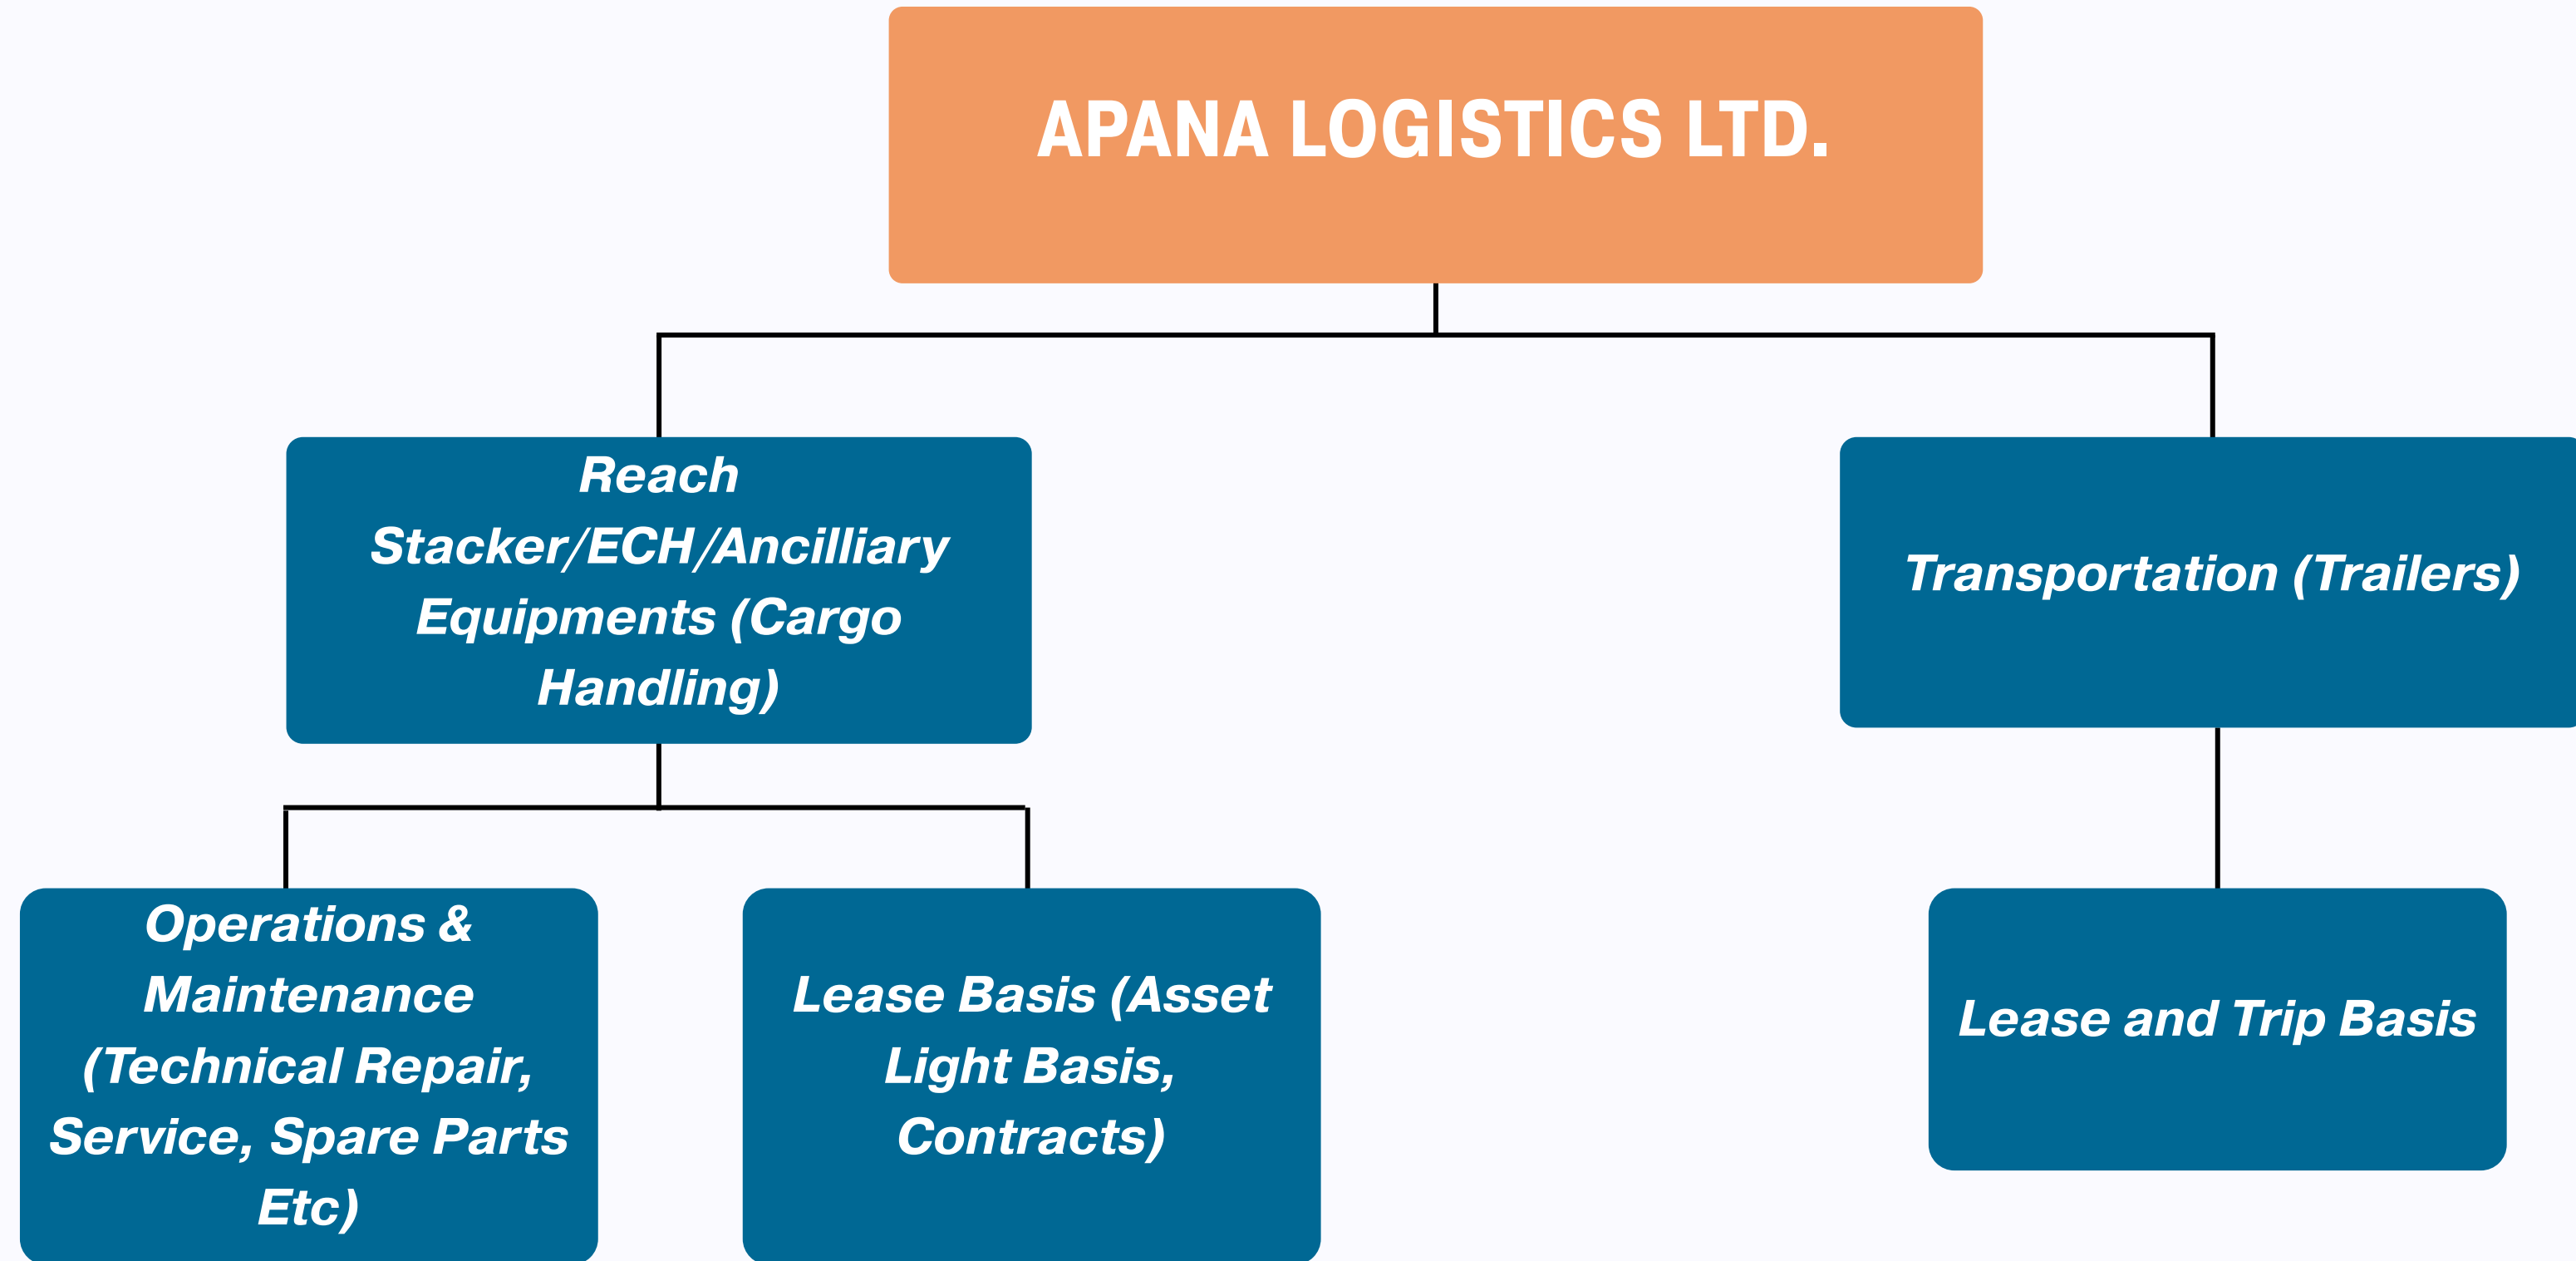 APANA LOGISTICS LTD.
Reach
Stacker/ECH/Ancilliary
Equipments (Cargo
Handling)
Transportation (Trailers)
Operations &
Maintenance
(Technical Repair,
Service, Spare Parts
Etc)
Lease Basis (Asset
Light Basis,
Contracts)
Lease and Trip Basis